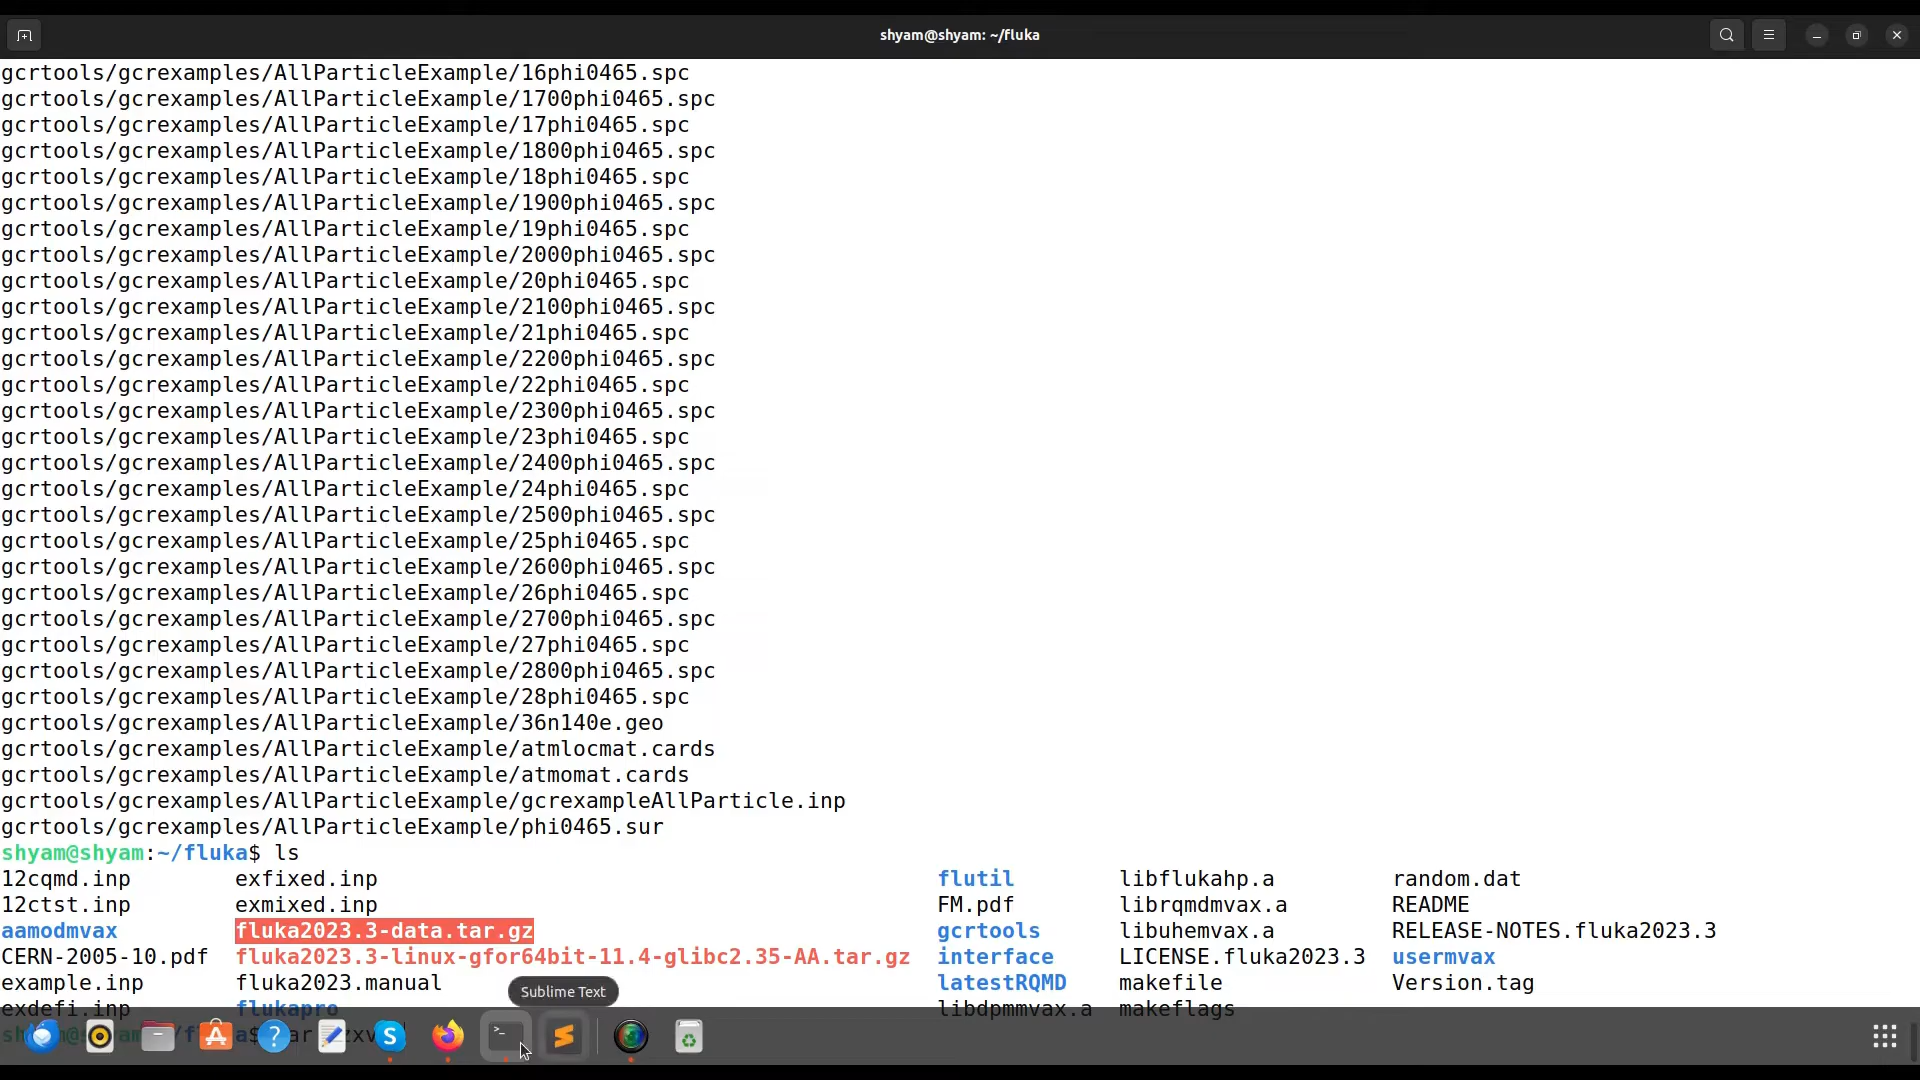 shyam@shyam: ~/fluka
gcrtools/gcrexamples/AllParticleExample/16phi0465.spc
gcrtools/gcrexamples/AllParticleExample/1700phi0465.spc
gcrtools/gcrexamples/AllParticleExample/17phi0465.spc
gcrtools/gcrexamples/AllParticleExample/1800phi0465.spc
gcrtools/gcrexamples/AllParticleExample/18phi0465.spc
gcrtools/gcrexamples/AllParticleExample/1900phi0465.spc
gcrtools/gcrexamples/AllParticleExample/19phi0465.spc
gcrtools/gcrexamples/AllParticleExample/2000phi0465.spc
gcrtools/gcrexamples/AllParticleExample/20phi0465.spc
gcrtools/gcrexamples/AllParticleExample/2100phi0465.spc
gcrtools/gcrexamples/AllParticleExample/21phi0465.spc
gcrtools/gcrexamples/AllParticleExample/2200phi0465.spc
gcrtools/gcrexamples/AllParticleExample/22phi0465.spc
gcrtools/gcrexamples/AllParticleExample/2300phi0465.spc
gcrtools/gcrexamples/AllParticleExample/23phi0465.spc
gcrtools/gcrexamples/AllParticleExample/2400phi0465.spc
gcrtools/gcrexamples/AllParticleExample/24phi0465.spc
gcrtools/gcrexamples/AllParticleExample/2500phi0465.spc
gcrtools/gcrexamples/AllParticleExample/25phi0465.spc
gcrtools/gcrexamples/AllParticleExample/2600phi0465.spc
gcrtools/gcrexamples/AllParticleExample/26phi0465.spc
gcrtools/gcrexamples/AllParticleExample/2700phi0465.spc
gcrtools/gcrexamples/AllParticleExample/27phi0465.spc
gcrtools/gcrexamples/AllParticleExample/2800phi0465.spc
gcrtools/gcrexamples/AllParticleExample/28phi0465.spc
gcrtools/gcrexamples/AllParticleExample/36n140e.geo
gcrtools/gcrexamples/AllParticleExample/atmlocmat.cards
gcrtools/gcrexamples/AllParticleExample/atmomat.cards
gcrtools/gcrexamples/AllParticleExample/gcrexampleAllParticle.inp
gcrtools/gcrexamples/AllParticleExample/phi0465.sur
shyam@shyam:~/fluka$ ls
12cqmd.inp exfixed.inp flutil libflukahp.a random.dat
12ctst.inp exmixed.inp FM.pdf librqmdmvax.a README
aamodmvax fluka2023.3-data.tar.gz gcrtools libuhemvax.a RELEASE-NOTES.fluka2023.3
CERN-2005-10.pdf fluka2023.3-linux-gfor64bit-11.4-glibc2.35-AA.tar.gz interface LICENSE.fluka2023.3 usermvax
example.inp fluka2023.manual latestRQMD makefile Version.tag
exdefi.inp flukapro libdpmmvax.a makeflags
Sublime Text